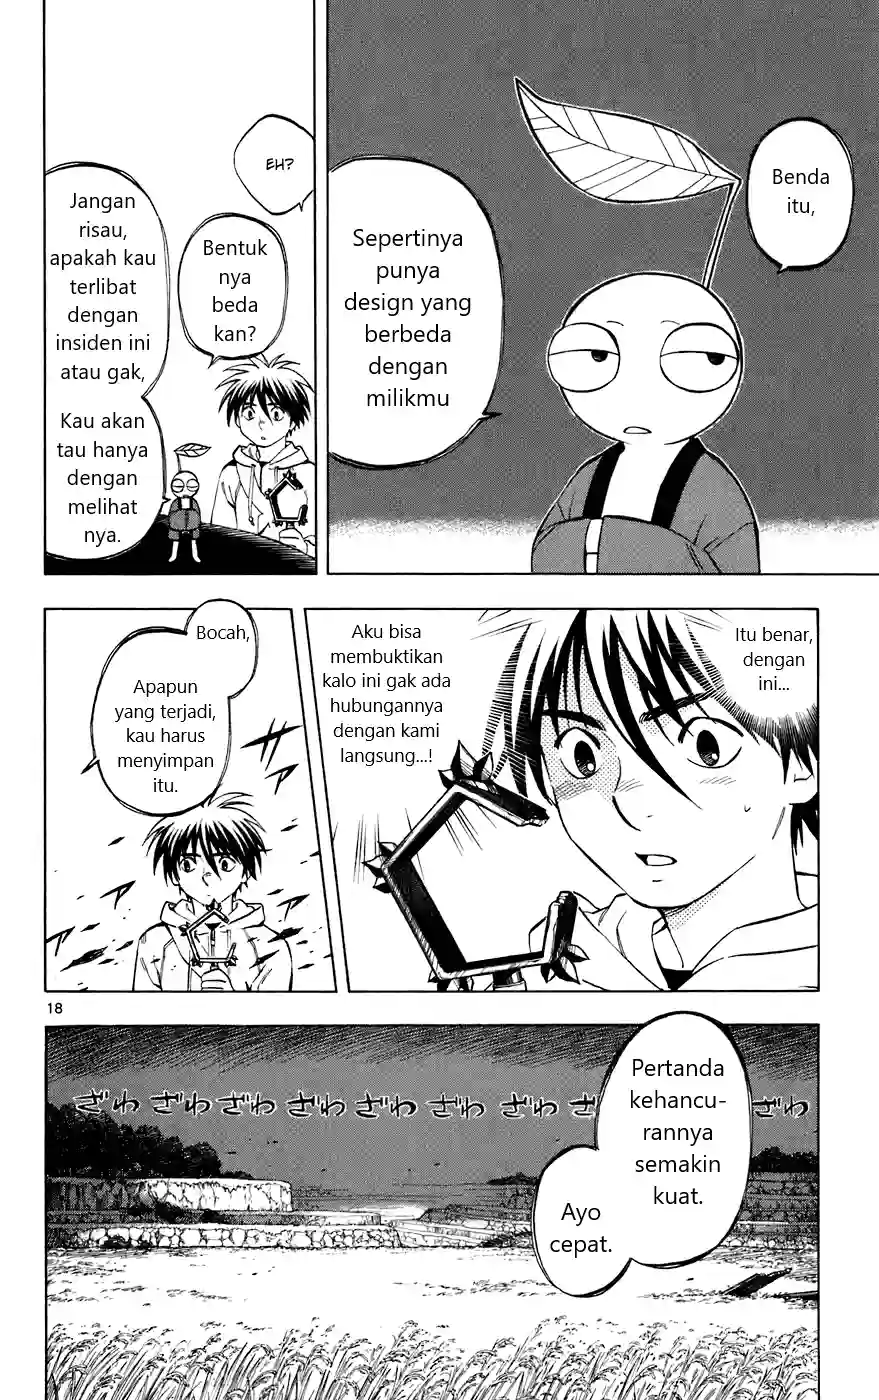 Benda
itu,
Sepertinya
punya
design yang
berbeda
dengan
milikmu
EH?
Bentuk
nya
beda
kan?
Jangan
risau,
apakah kau
terlibat
dengan
insiden ini
atau gak,
Kau akan
tau hanya
dengan
melihat
nya.
Itu benar,
dengan
ini...
Aku bisa
membuktikan
kalo ini gak ada
hubungannya
dengan kami
langsung...!
Bocah,
Apapun
yang terjadi,
kau harus
menyimpan
itu.
18
ざわ ざわ ざわ ざわ ざわ ざわ ざわ ざ ざわ
Pertanda
kehancu-
rannya
semakin
kuat.
Ayo
cepat.